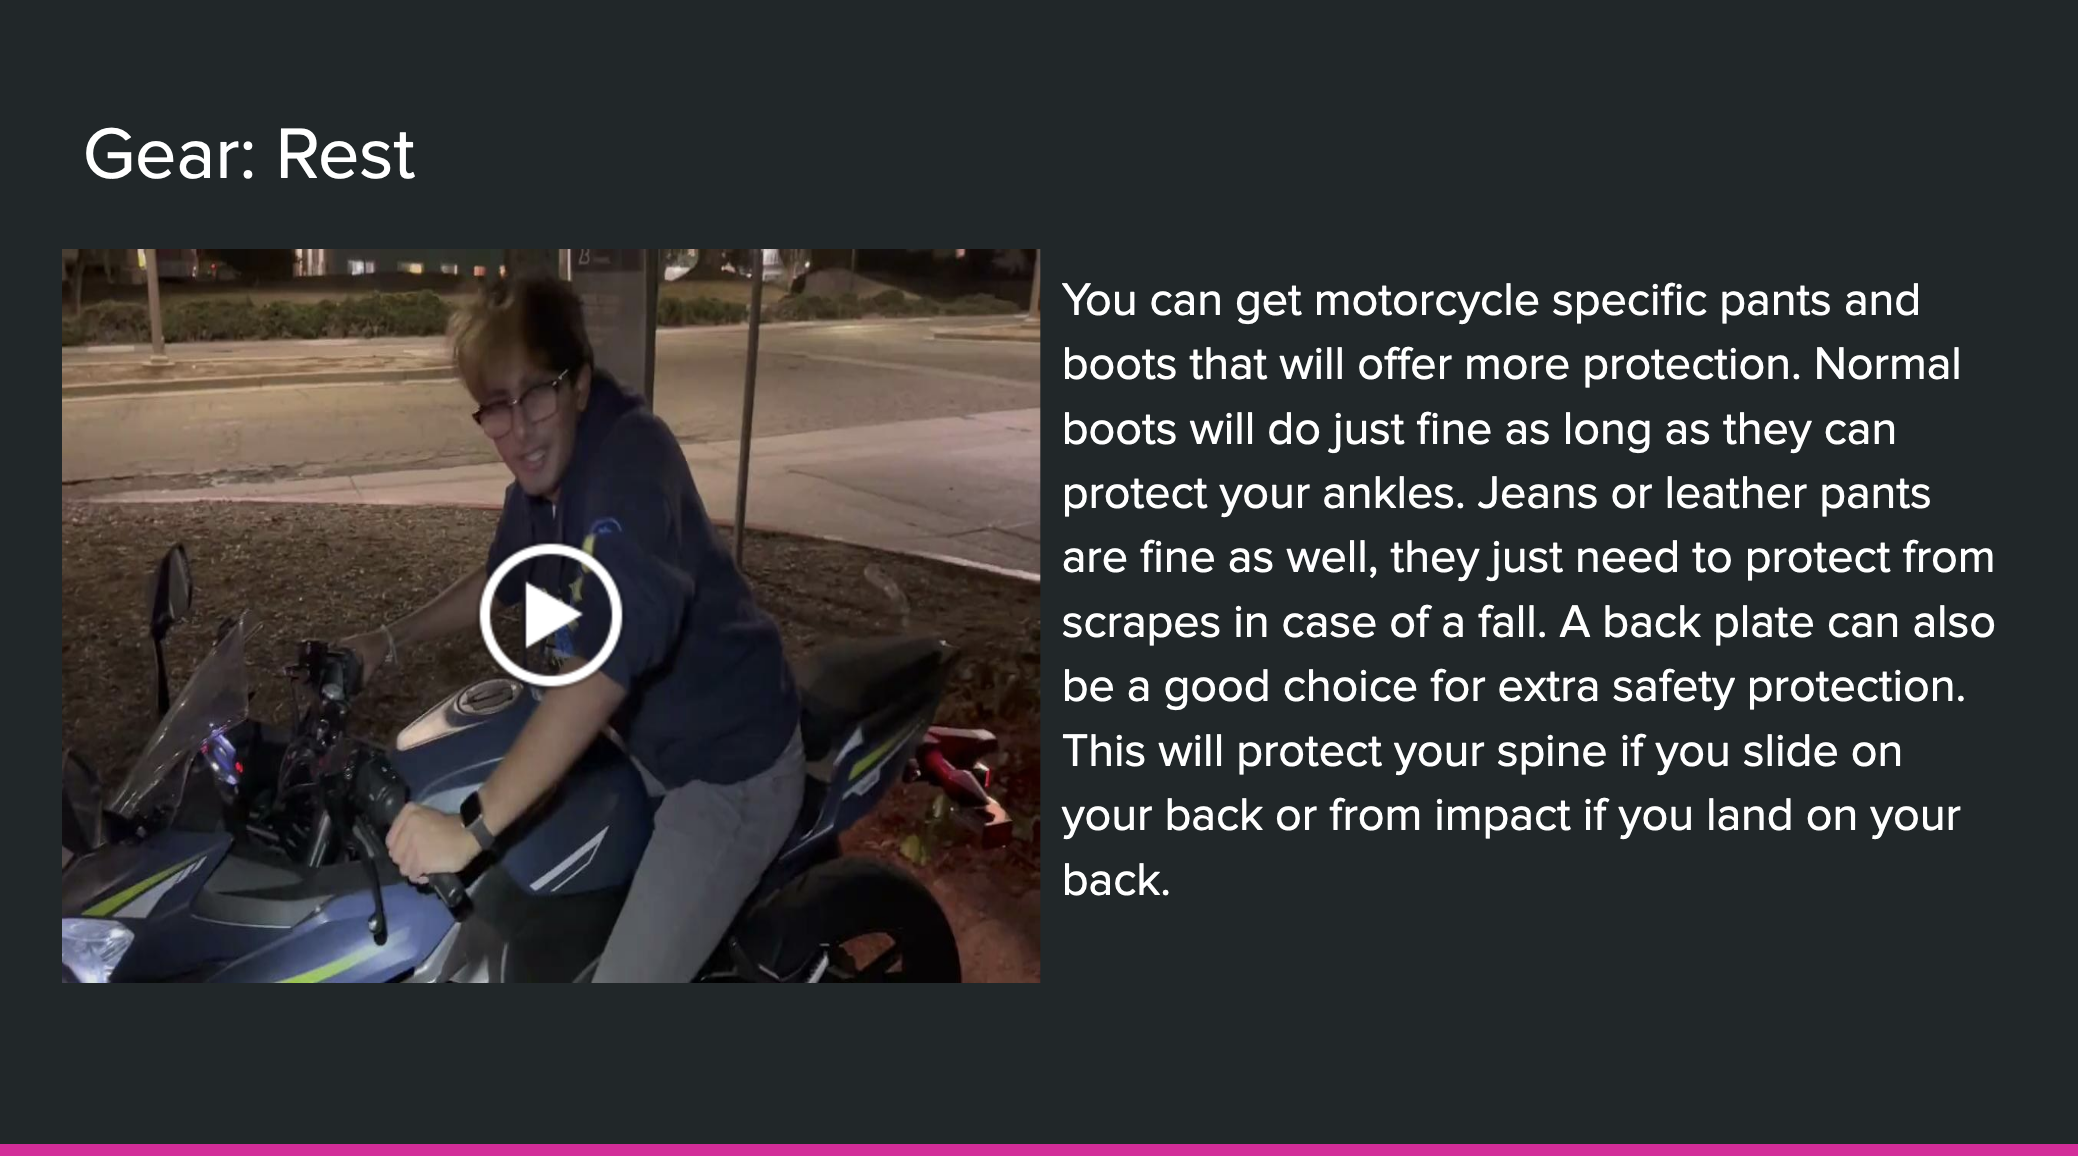 Gear: Rest
You can get motorcycle specific pants and
boots that will offer more protection. Normal
boots will do just fine as long as they can
protect your ankles. Jeans or leather pants
are fine as well, they just need to protect from
scrapes in case of a fall. A back plate can also
be a good choice for extra safety protection.
This will protect your spine if you slide on
your back or from impact if you land on your
back.